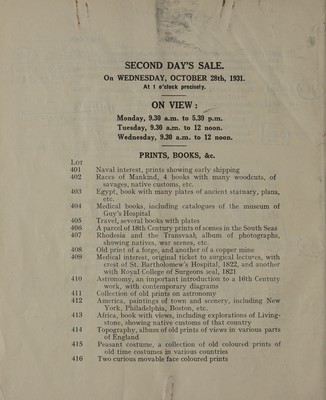 SECOND DAY'S SALE.
On WEDNESDAY, OCTOBER 28th, 1931.
At 1 o'clock precisely.
ON VIEW:
Monday, 9.30 a.m. to 5.30 p.m.
Tuesday, 9.30 a.m. to 12 noon.
Wednesday, 9.30 a.m. to 12 noon.
PRINTS, BOOKS, &c.
LOT
401 Naval interest, prints showing early shipping
402 Races of Mankind, 4 books with many woodcuts, of
savages, native customs, etc.
403 Egypt, book with many plates of ancient statuary, plans,
etc.
404 Medical books, including catalogues of the museum of
Guy's Hospital
405 Travel, several books with plates
406 A parcel of 18th Century prints of scenes in the South Seas
407 Rhodesia and the Transvaal, album of photographs,
showing natives, war scenes, etc.
408 Old print of a forge, and another of a copper mine
409 Medical interest, original ticket to surgical lectures, with
crest of St. Bartholomew's Hospital, 1822, and another
with Royal College of Surgeons seal, 1821
410 Astronomy, an important introduction to a 16th Century
work, with contemporary diagrams
411 Collection of old prints on astronomy
412 America, paintings of town and scenery, including New
York, Philadelphia, Boston, etc.
413 Africa, book with views, including explorations of Living-
stone, showing native customs of that country
414 Topography, album of old prints of views in various parts
of England
415 Peasant costume, a collection of old coloured prints of
old time costumes in various countries
416 Two curious movable face coloured prints